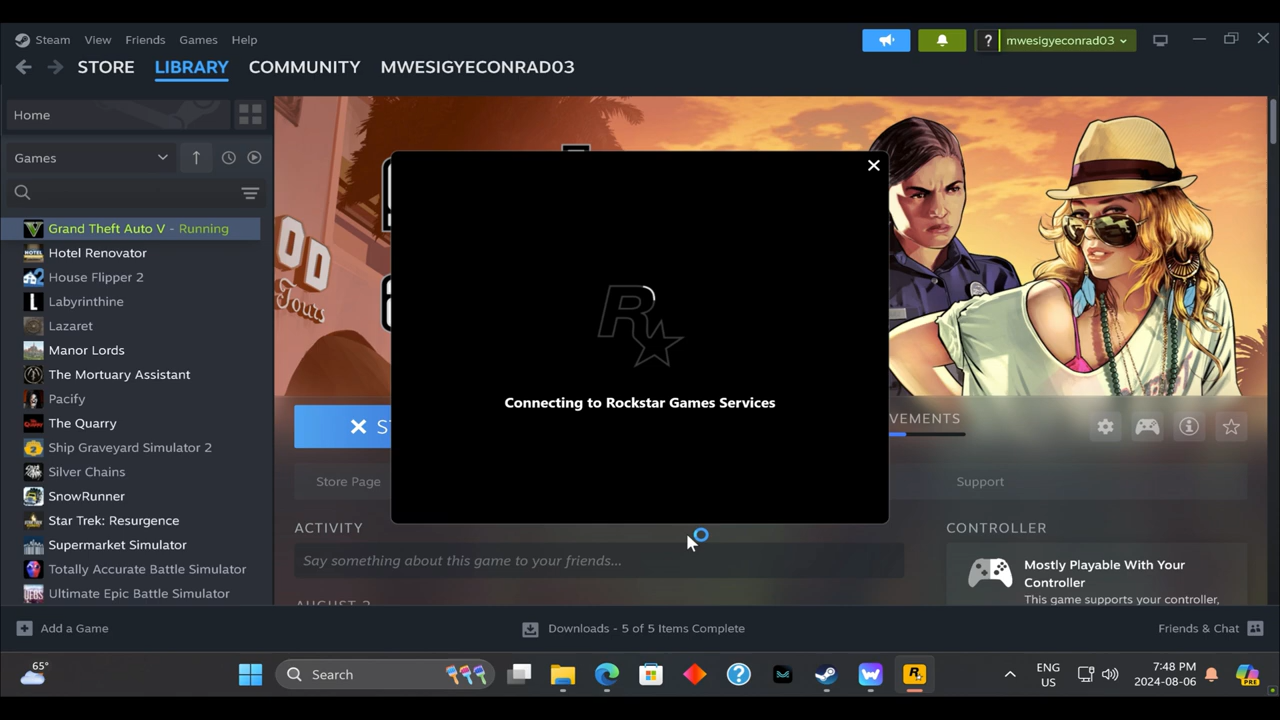 Steam View Friends Games Help
? mwesigyeconrad03
STORE LIBRARY COMMUNITY MWESIGYECONRAD03
Home
Games
Grand Theft Auto V - Running
Hotel Renovator
House Flipper 2
Labyrinthine
Lazaret
Manor Lords
The Mortuary Assistant
Pacify
The Quarry
Ship Graveyard Simulator 2
Silver Chains
SnowRunner
Star Trek: Resurgence
Supermarket Simulator
Totally Accurate Battle Simulator
Ultimate Epic Battle Simulator
OD
Tours
R
Connecting to Rockstar Games Services
VEMENTS
Store Page
Support
ACTIVITY
Say something about this game to your friends...
CONTROLLER
Mostly Playable With Your
Controller
This game supports your controller,
Add a Game
Downloads - 5 of 5 Items Complete
Friends & Chat
65°
Search
ENG
US
7:48 PM
2024-08-06
PRE